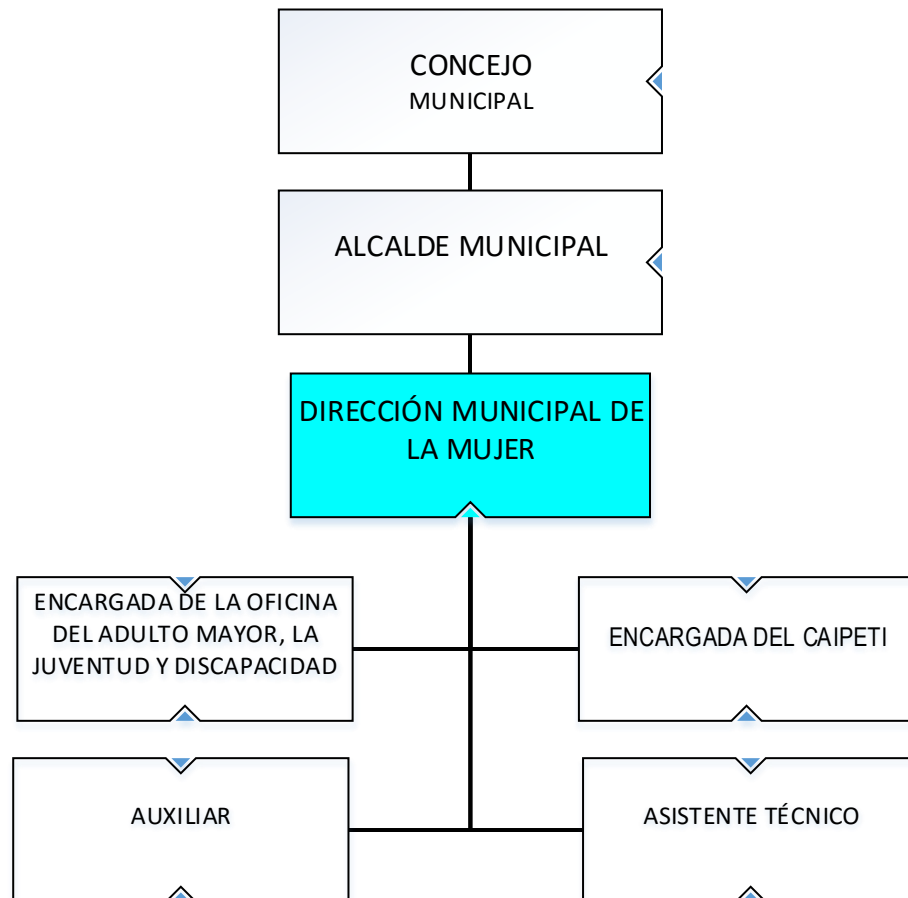 CONCEJO
MUNICIPAL
ALCALDE MUNICIPAL
DIRECCIÓN MUNICIPAL DE
LA MUJER
ENCARGADA DE LA OFICINA
DEL ADULTO MAYOR, LA
JUVENTUD Y DISCAPACIDAD
ENCARGADA DEL CAIPETI
AUXILIAR
ASISTENTE TÉCNICO